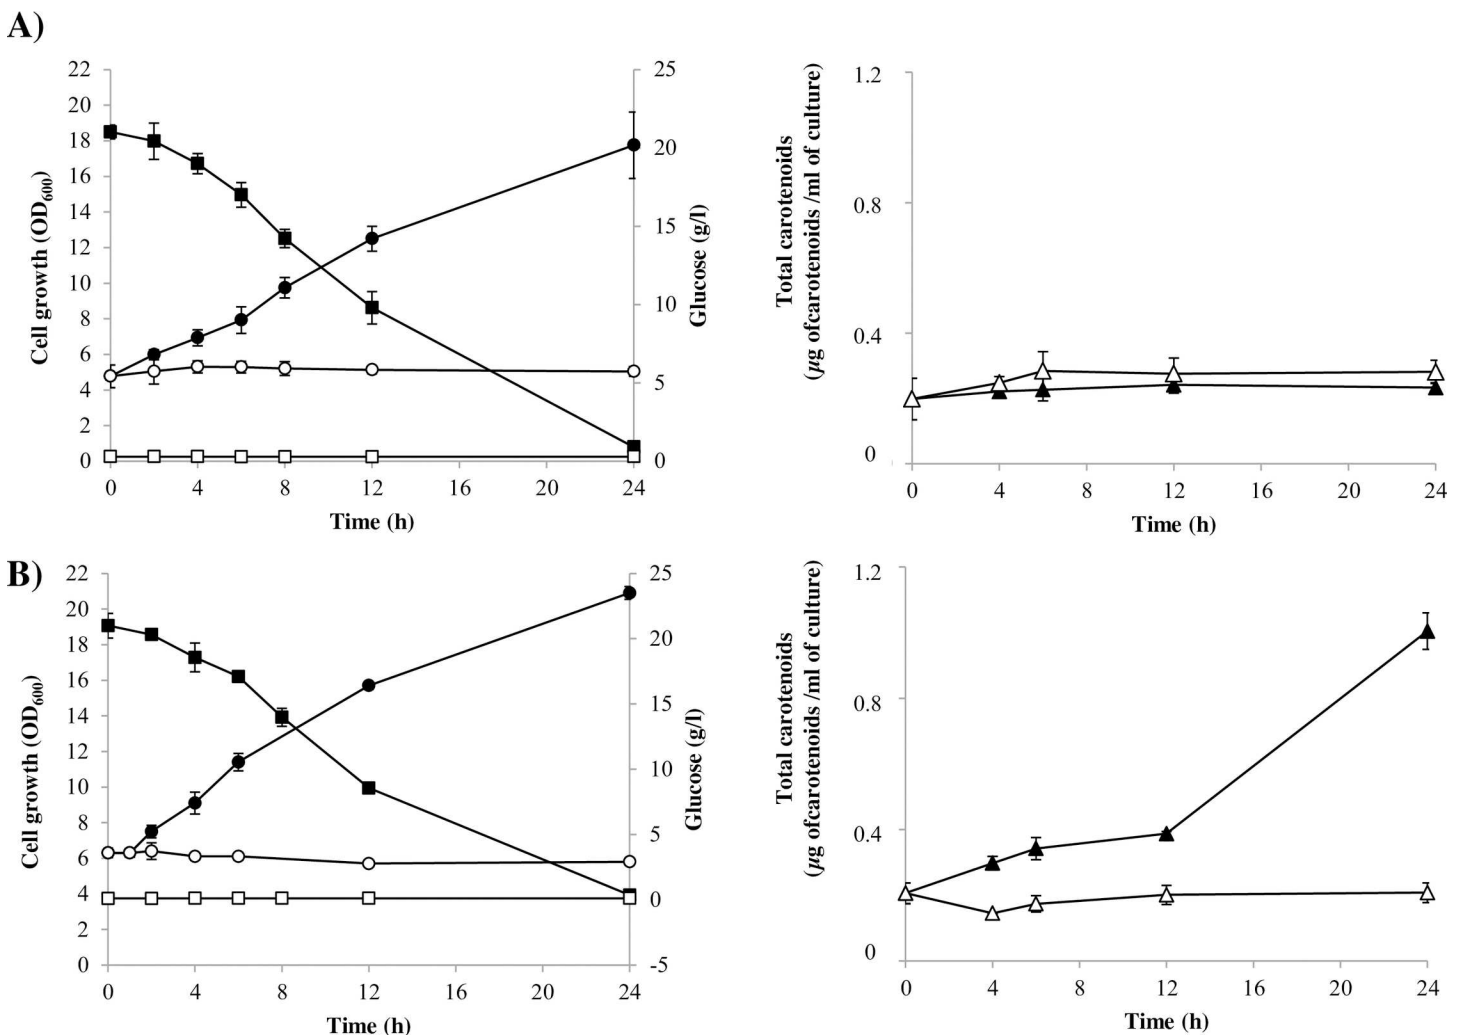 A)
22
20
18
16
14
12
10
8
6
4
2
0
Cell growth (OD600)
25
20
15
10
5
0
Glucose (g/l)
0 4 8 12 16 20 24
Time (h)
1.2
0.8
0.4
0
Total carotenoids
(µg ofcarotenoids /ml of culture)
0 4 8 12 16 20 24
Time (h)
B)
22
20
18
16
14
12
10
8
6
4
2
0
Cell growth (OD600)
25
20
15
10
5
0
-5
Glucose (g/l)
0 4 8 12 16 20 24
Time (h)
1.2
0.8
0.4
0
Total carotenoids
(µg ofcarotenoids /ml of culture)
0 4 8 12 16 20 24
Time (h)